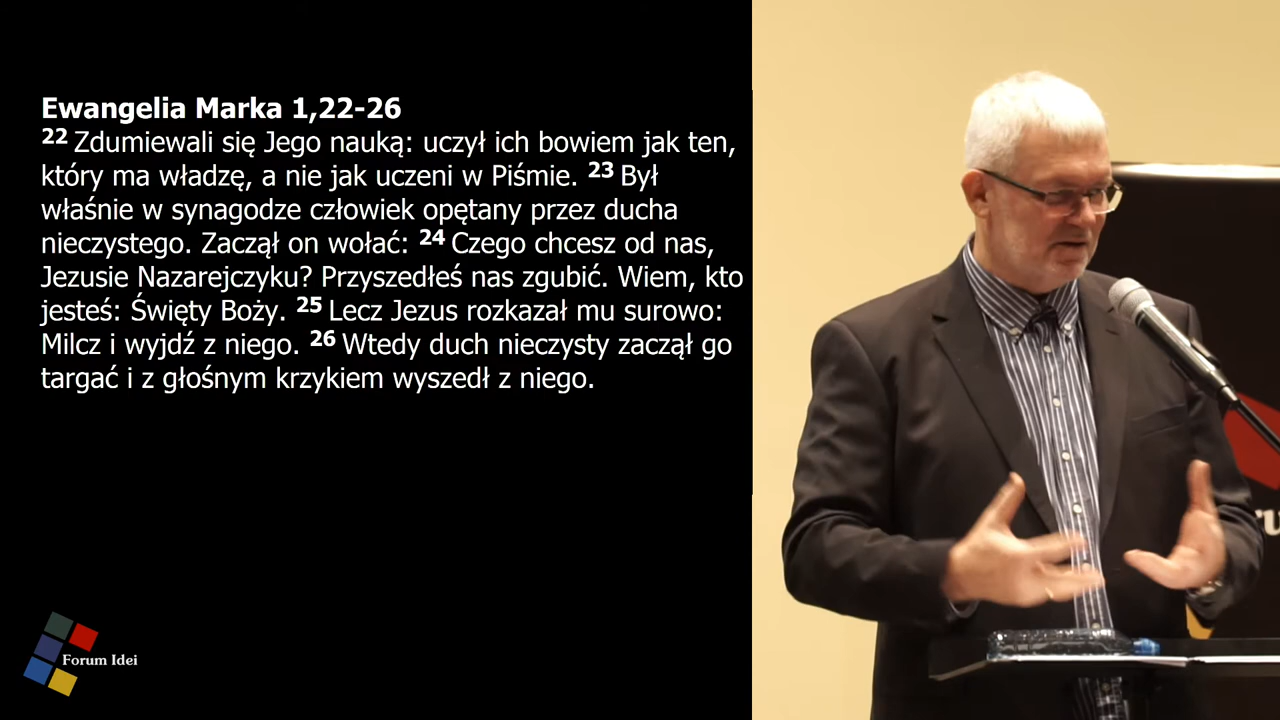 Ewangelia Marka 1,22-26
22 Zdumiewali się Jego nauką: uczył ich bowiem jak ten,
który ma władzę, a nie jak uczeni w Piśmie. 23 Był
właśnie w synagodze człowiek opętany przez ducha
nieczystego. Zaczął on wołać: 24 Czego chcesz od nas,
Jezusie Nazarejczyku? Przyszedłeś nas zgubić. Wiem, kto
jesteś: Święty Boży. 25 Lecz Jezus rozkazał mu surowo:
Milcz i wyjdź z niego. 26 Wtedy duch nieczysty zaczął go
targać i z głośnym krzykiem wyszedł z niego.
Forum Idei